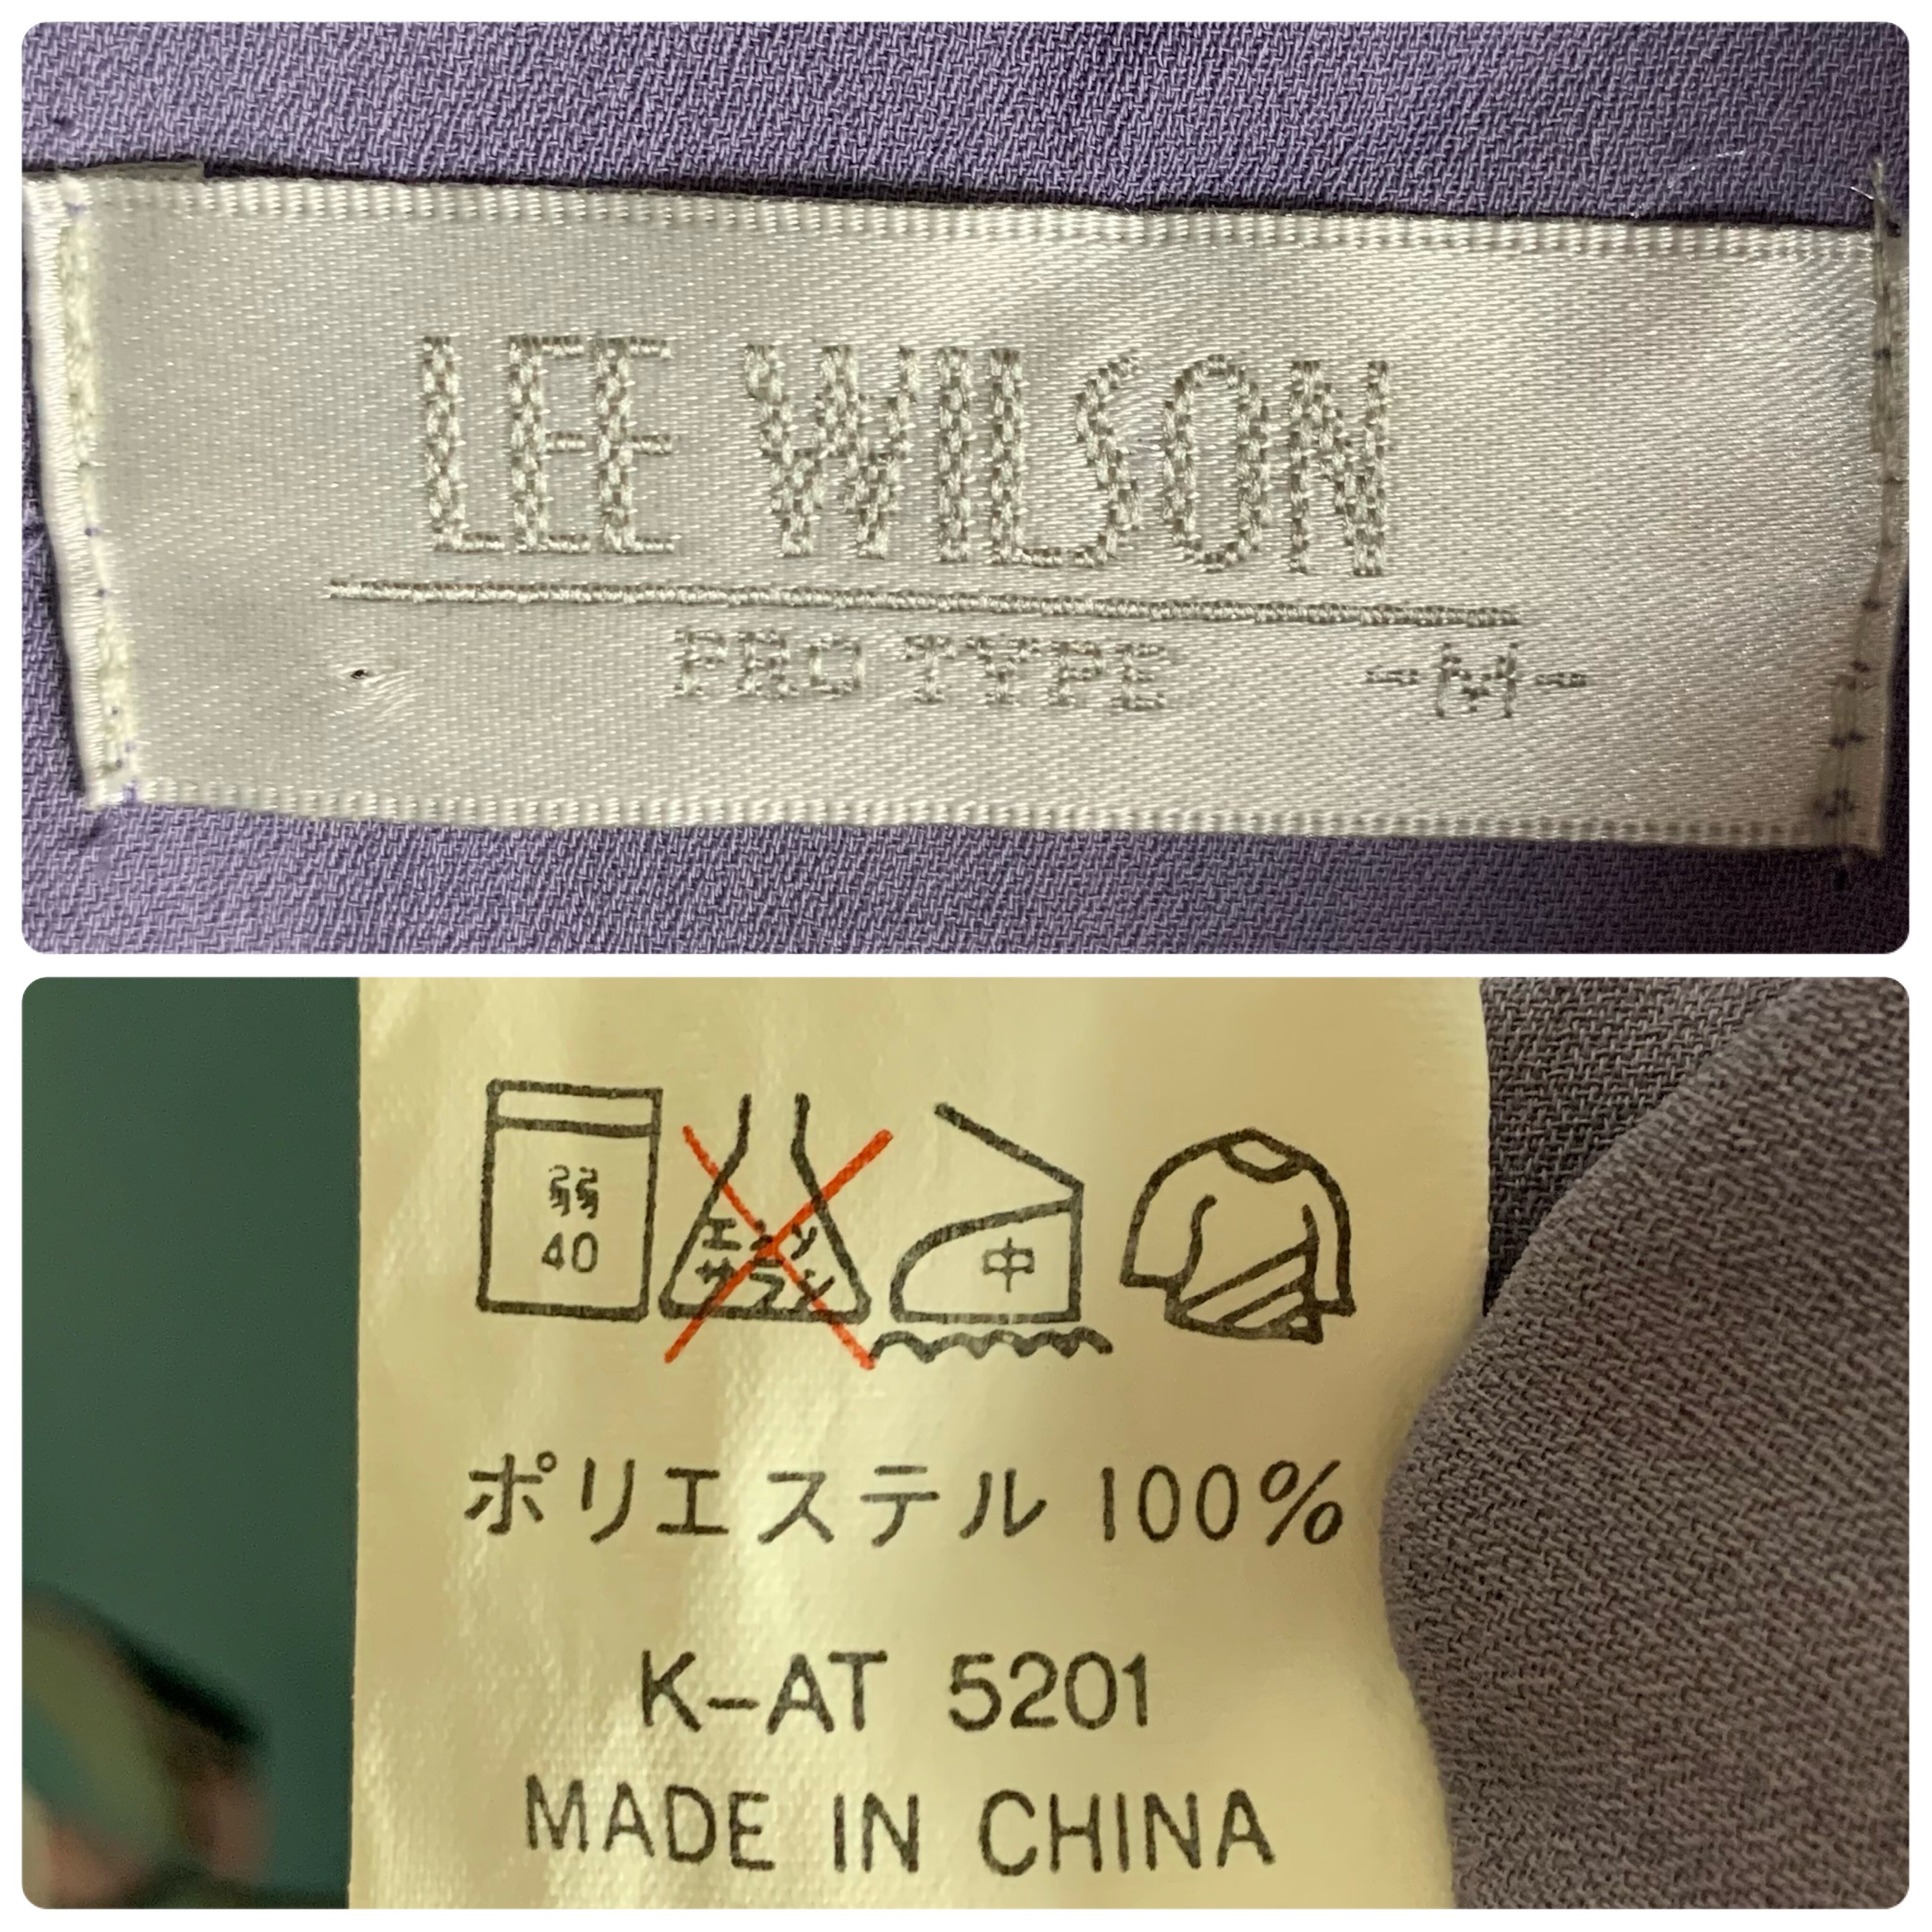 LEE WILSON
PRO TYPE -M-
弱
40
エンソ
サラシ
中
ポリエステル 100%
K-AT 5201
MADE IN CHINA